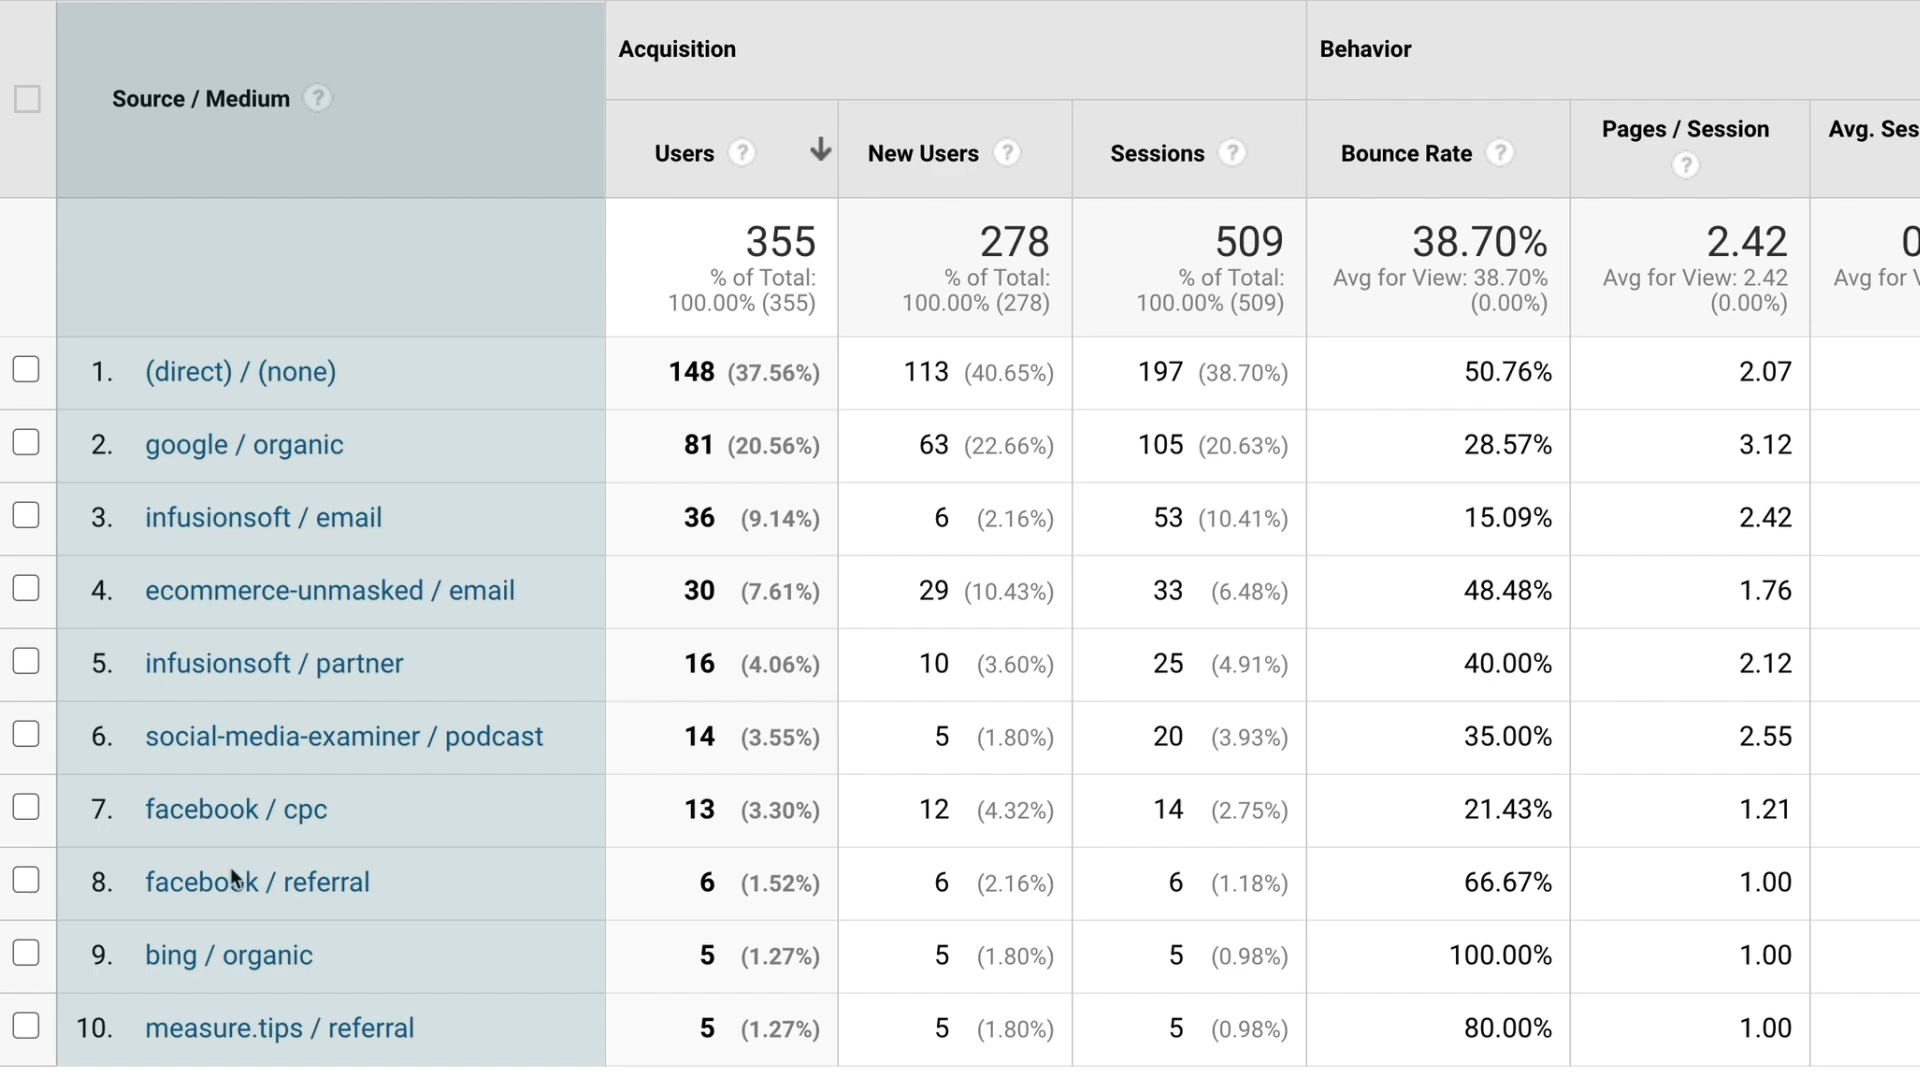 Acquisition
Behavior
Source / Medium ?
Users ?
New Users ?
Sessions ?
Bounce Rate ?
Pages / Session
?
Avg. Ses
355
% of Total:
100.00% (355)
278
% of Total:
100.00% (278)
509
% of Total:
100.00% (509)
38.70%
Avg for View: 38.70%
(0.00%)
2.42
Avg for View: 2.42
(0.00%)
0
Avg for V
1. (direct) / (none) 148 (37.56%) 113 (40.65%) 197 (38.70%) 50.76% 2.07
2. google / organic 81 (20.56%) 63 (22.66%) 105 (20.63%) 28.57% 3.12
3. infusionsoft / email 36 (9.14%) 6 (2.16%) 53 (10.41%) 15.09% 2.42
4. ecommerce-unmasked / email 30 (7.61%) 29 (10.43%) 33 (6.48%) 48.48% 1.76
5. infusionsoft / partner 16 (4.06%) 10 (3.60%) 25 (4.91%) 40.00% 2.12
6. social-media-examiner / podcast 14 (3.55%) 5 (1.80%) 20 (3.93%) 35.00% 2.55
7. facebook / cpc 13 (3.30%) 12 (4.32%) 14 (2.75%) 21.43% 1.21
8. facebook / referral 6 (1.52%) 6 (2.16%) 6 (1.18%) 66.67% 1.00
9. bing / organic 5 (1.27%) 5 (1.80%) 5 (0.98%) 100.00% 1.00
10. measure.tips / referral 5 (1.27%) 5 (1.80%) 5 (0.98%) 80.00% 1.00